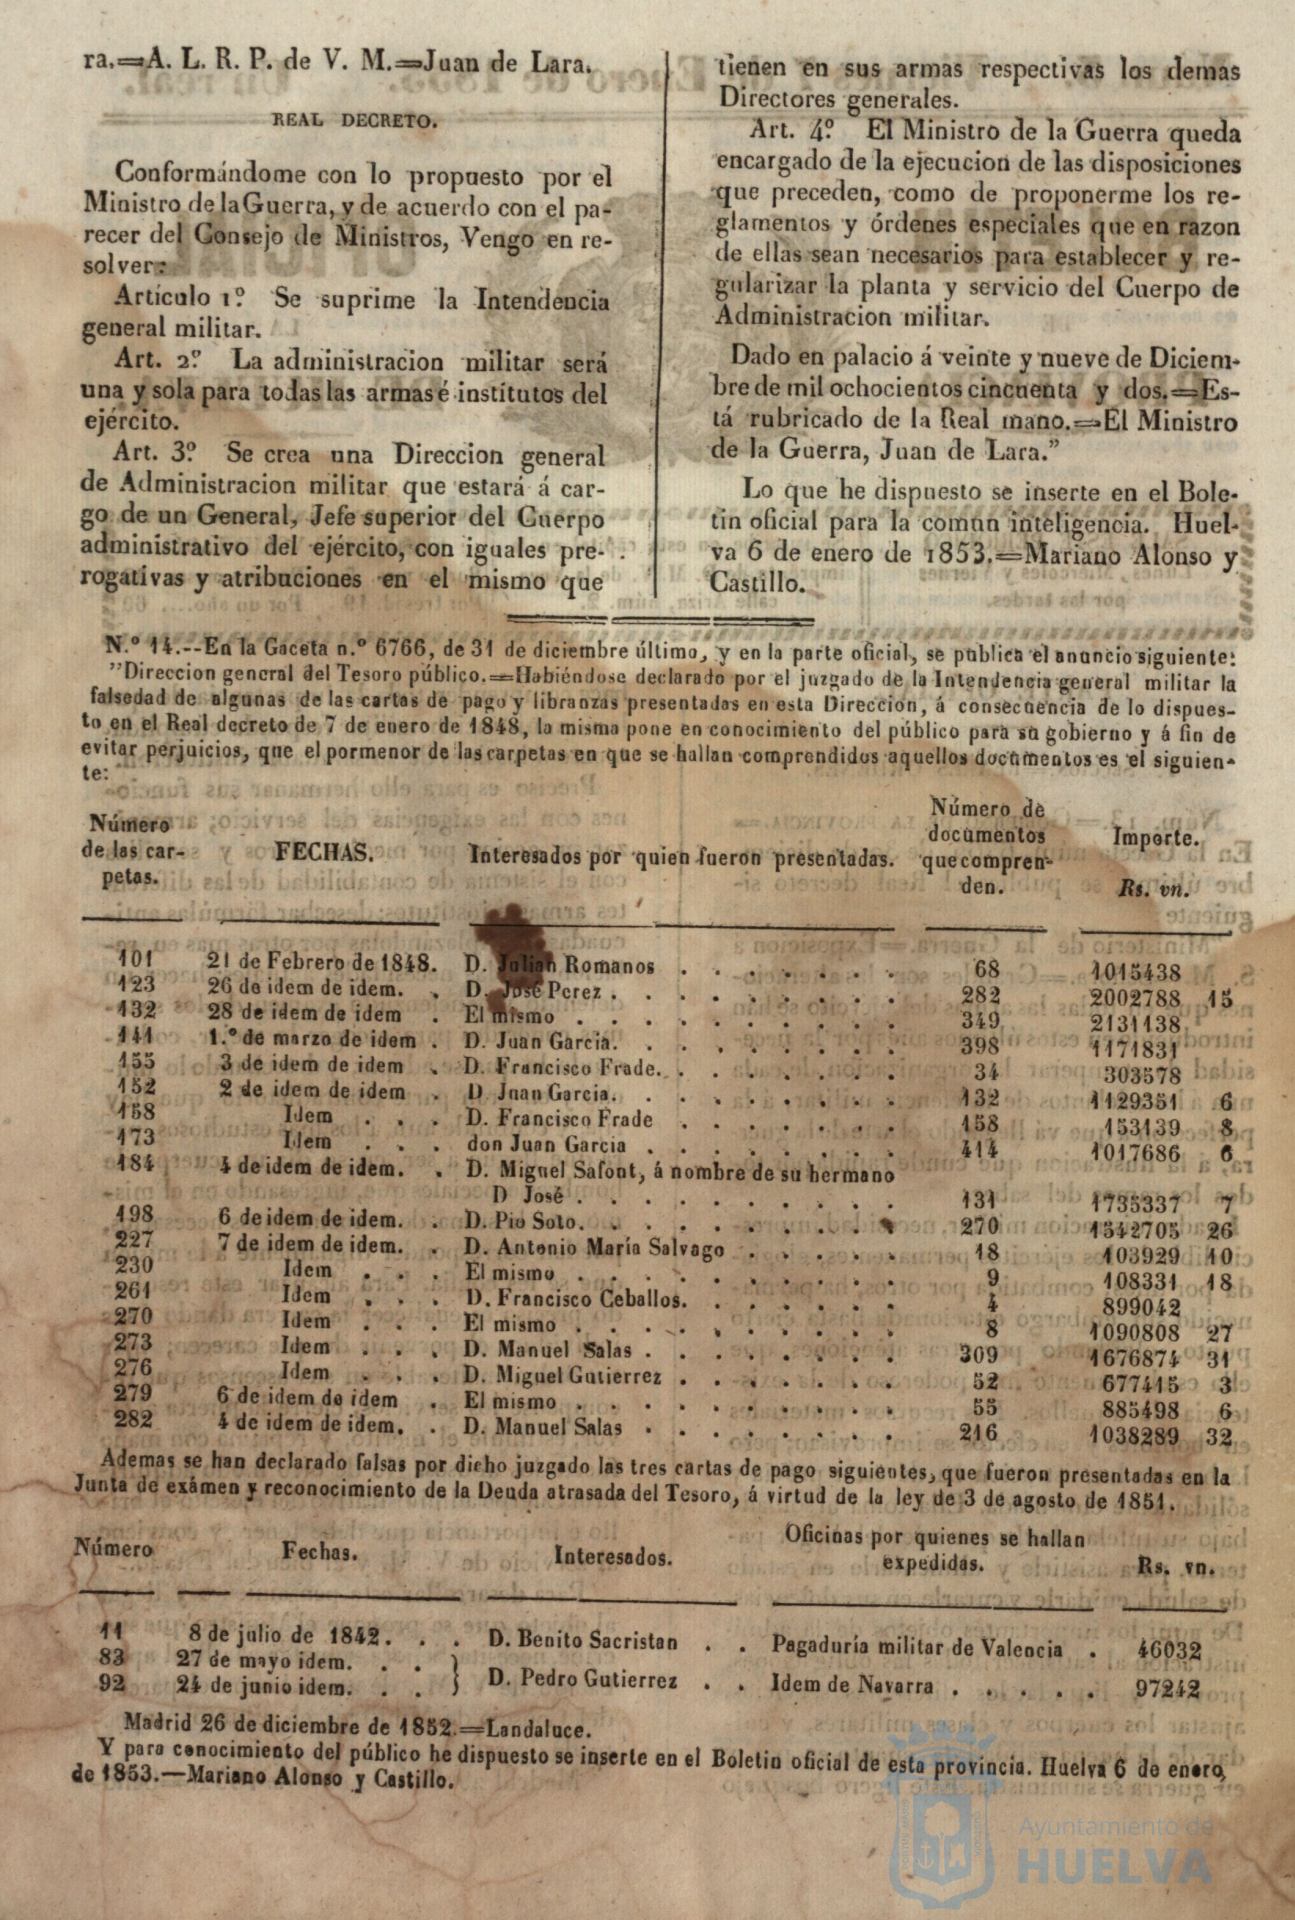 ra.=A. L. R. P. de V. M.=Juan de Lara.
REAL DECRETO.
Conformándome con lo propuesto por el
Ministro de la Guerra, y de acuerdo con el pa-
recer del Consejo de Ministros, Vengo en re-
solver:
Artículo 1.º Se suprime la Intendencia
general militar.
Art. 2.º La administracion militar será
una y sola para todas las armas é institutos del
ejército.
Art. 3.º Se crea una Direccion general
de Administracion militar que estará á car-
go de un General, Jefe superior del Cuerpo
administrativo del ejército, con iguales pre-
rogativas y atribuciones en el mismo que
tienen en sus armas respectivas los demas
Directores generales.
Art. 4.º El Ministro de la Guerra queda
encargado de la ejecucion de las disposiciones
que preceden, como de proponerme los re-
glamentos y órdenes especiales que en razon
de ellas sean necesarios para establecer y re-
gularizar la planta y servicio del Cuerpo de
Administracion militar.
Dado en palacio á veinte y nueve de Diciem-
bre de mil ochocientos cincuenta y dos.=Es-
tá rubricado de la Real mano.=El Ministro
de la Guerra, Juan de Lara.”
Lo que he dispuesto se inserte en el Bole-
tin oficial para la comun inteligencia. Huel-
va 6 de enero de 1853.=Mariano Alonso y
Castillo.
N.º 14.--En la Gaceta n.º 6766, de 31 de diciembre último, y en la parte oficial, se publica el anuncio siguiente:
”Direccion general del Tesoro público.=Habiéndose declarado por el juzgado de la Intendencia general militar la
falsedad de algunas de las cartas de pago y libranzas presentadas en esta Direccion, á consecuencia de lo dispues-
to en el Real decreto de 7 de enero de 1848, la misma pone en conocimiento del público para su gobierno y á fin de
evitar perjuicios, que el pormenor de las carpetas en que se hallan comprendidos aquellos documentos es el siguien-
te:
Número de las car- petas. FECHAS. Interesados por quien fueron presentadas. Número de documentos que compren- den. Importe. Rs. vn.
101 21 de Febrero de 1848. D. Julian Romanos . . . . . . . 68 1015438
123 26 de idem de idem. . D. José Perez . . . . . . . . . 282 2002788 15
132 28 de idem de idem . El mismo . . . . . . . . . . 349 2131138
141 1.º de marzo de idem . D. Juan Garcia. . . . . . . . . 398 1171831
155 3 de idem de idem . D. Francisco Frade. . . . . . . . 34 303578
152 2 de idem de idem . D Juan Garcia. . . . . . . . . 132 1129351 6
158 Idem . . . D. Francisco Frade . . . . . . . 158 153139 8
173 Idem . . . don Juan Garcia . . . . . . . . 414 1017686 6
184 4 de idem de idem. . D. Miguel Safont, á nombre de su hermano
D José . . . . . . . . . . 131 1735337 7
198 6 de idem de idem. . D. Pio Soto. . . . . . . . . . 270 1542705 26
227 7 de idem de idem. . D. Antonio María Salvago . . . . . 18 103929 10
230 Idem . . . El mismo . . . . . . . . . . 9 108331 18
261 Idem . . . D. Francisco Ceballos. . . . . . . 4 899042
270 Idem . . . El mismo . . . . . . . . . . 8 1090808 27
273 Idem . . . D. Manuel Salas . . . . . . . . 309 1676874 31
276 Idem . . . D. Miguel Gutierrez . . . . . . . 52 677415 3
279 6 de idem de idem . El mismo . . . . . . . . . . 55 885498 6
282 4 de idem de idem. . D. Manuel Salas . . . . . . . . 216 1038289 32
Ademas se han declarado falsas por dicho juzgado las tres cartas de pago siguientes, que fueron presentadas en la
Junta de exámen y reconocimiento de la Deuda atrasada del Tesoro, á virtud de la ley de 3 de agosto de 1851.
Número Fechas. Interesados. Oficinas por quienes se hallan expedidas. Rs. vn.
11 8 de julio de 1842. . . D. Benito Sacristan . . Pagaduría militar de Valencia . 46032
83 27 de mayo idem. . .
92 24 de junio idem. . . } D. Pedro Gutierrez . . Idem de Navarra . . . . . 97242
Madrid 26 de diciembre de 1852.=Landaluce.
Y para conocimiento del público he dispuesto se inserte en el Boletin oficial de esta provincia. Huelva 6 de enero,
de 1853.—Mariano Alonso y Castillo.
Ayuntamiento de
HUELVA